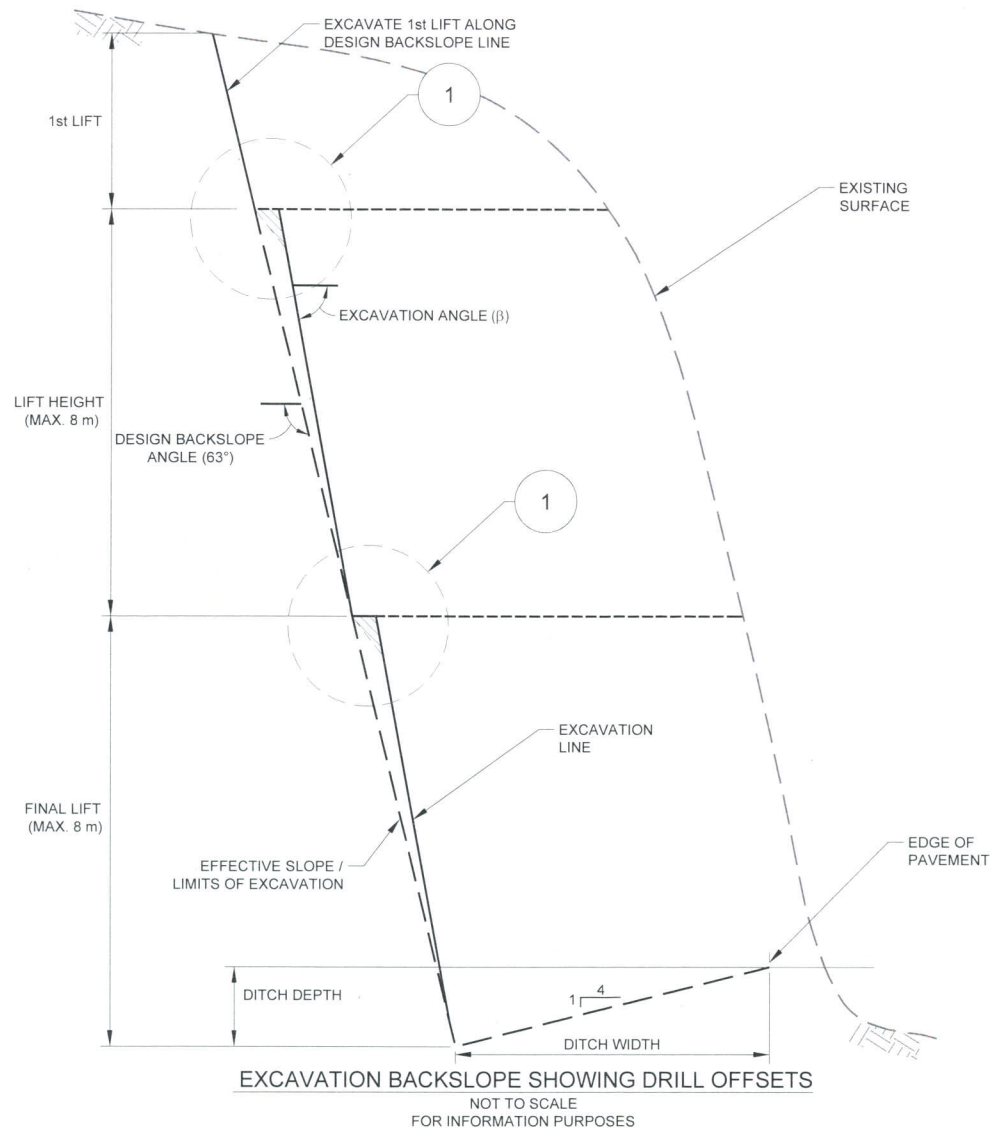 EXCAVATE 1st LIFT ALONG
DESIGN BACKSLOPE LINE
1
1st LIFT
EXISTING
SURFACE
EXCAVATION ANGLE (β)
LIFT HEIGHT
(MAX. 8 m)
DESIGN BACKSLOPE
ANGLE (63°)
1
EXCAVATION
LINE
FINAL LIFT
(MAX. 8 m)
EFFECTIVE SLOPE /
LIMITS OF EXCAVATION
EDGE OF
PAVEMENT
DITCH DEPTH
4
1
DITCH WIDTH
EXCAVATION BACKSLOPE SHOWING DRILL OFFSETS
NOT TO SCALE
FOR INFORMATION PURPOSES